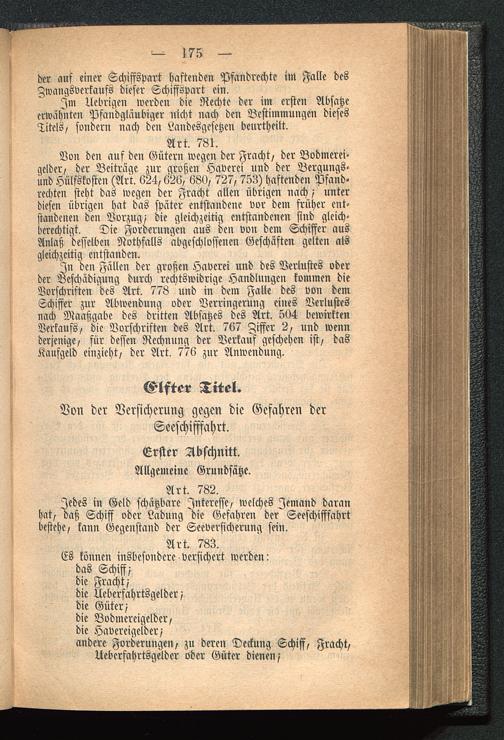 — 175 —
der auf einer Schiffspart haftenden Pfandrechte im Falle des
Zwangsverkaufs dieser Schiffspart ein.
Im Uebrigen werden die Rechte der im ersten Absatze
erwähnten Pfandgläubiger nicht nach den Bestimmungen dieses
Titels, sondern nach den Landesgesetzen beurtheilt.
Art. 781.
Von den auf den Gütern wegen der Fracht, der Bodmerei-
gelder, der Beiträge zur großen Haverei und der Bergungs-
und Hülfskosten (Art. 624, 626, 680, 727, 753) haftenden Pfand-
rechten steht das wegen der Fracht allen übrigen nach; unter
diesen übrigen hat das später entstandene vor dem früher ent-
standenen den Vorzug; die gleichzeitig entstandenen sind gleich-
berechtigt. Die Forderungen aus den von dem Schiffer aus
Anlaß desselben Nothfalls abgeschlossenen Geschäften gelten als
gleichzeitig entstanden.
In den Fällen der großen Haverei und des Verlustes oder
der Beschädigung durch rechtswidrige Handlungen kommen die
Vorschriften des Art. 778 und in dem Falle des von dem
Schiffer zur Abwendung oder Verringerung eines Verlustes
nach Maaßgabe des dritten Absatzes des Art. 504 bewirkten
Verkaufs, die Vorschriften des Art. 767 Ziffer 2, und wenn
derjenige, für dessen Rechnung der Verkauf geschehen ist, das
Kaufgeld einzieht, der Art. 776 zur Anwendung.
Elfter Titel.
Von der Versicherung gegen die Gefahren der
Seeschifffahrt.
Erster Abschnitt.
Allgemeine Grundsätze.
Art. 782.
Jedes in Geld schätzbare Interesse, welches Jemand daran
hat, daß Schiff oder Ladung die Gefahren der Seeschifffahrt
bestehe, kann Gegenstand der Seeversicherung sein.
Art. 783.
Es können insbesondere versichert werden:
das Schiff;
die Fracht;
die Ueberfahrtsgelder;
die Güter;
die Bodmereigelder,
die Havereigelder;
andere Forderungen, zu deren Deckung Schiff, Fracht,
Ueberfahrtsgelder oder Güter dienen;